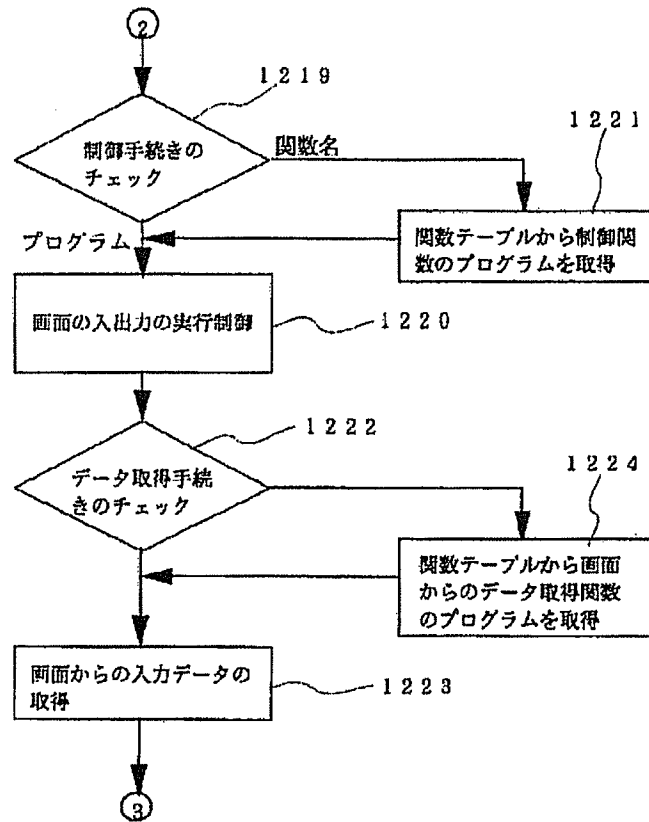 ②
1219
制御手続きの
チェック
関数名
1221
関数テーブルから制御関
数のプログラムを取得
プログラム
画面の入出力の実行制御
1220
1222
データ取得手続
きのチェック
1224
関数テーブルから画面
からのデータ取得関数
のプログラムを取得
画面からの入力データの
取得
1223
③